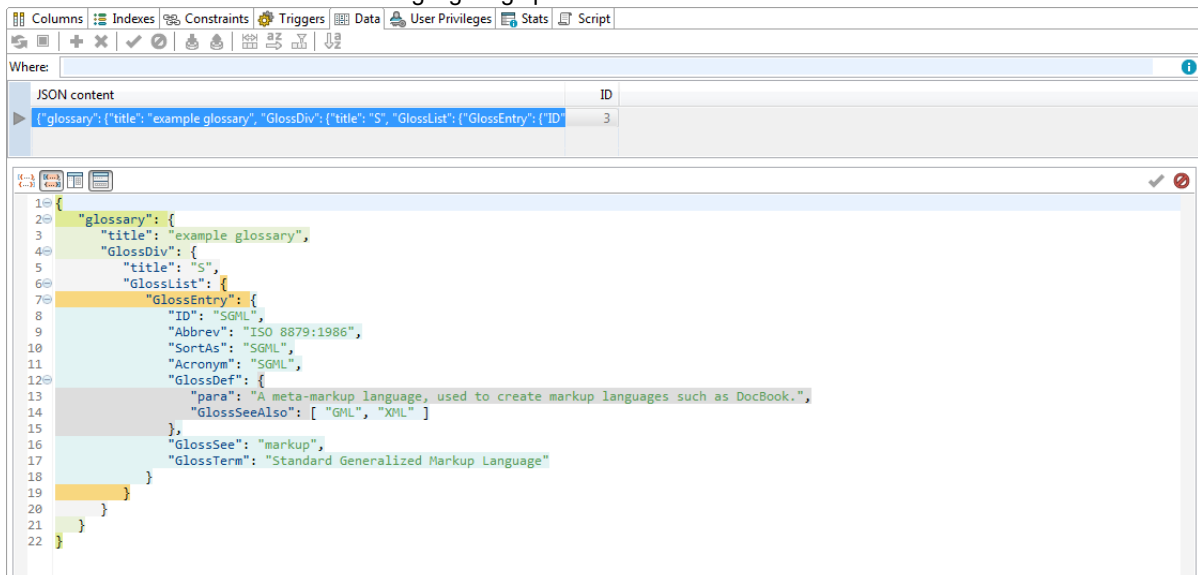 Columns Indexes Constraints Triggers Data User Privileges Stats Script
Where:
JSON content ID
{"glossary": {"title": "example glossary", "GlossDiv": {"title": "S", "GlossList": {"GlossEntry": {"ID" 3
1 {
2 "glossary": {
3 "title": "example glossary",
4 "GlossDiv": {
5 "title": "S",
6 "GlossList": {
7 "GlossEntry": {
8 "ID": "SGML",
9 "Abbrev": "ISO 8879:1986",
10 "SortAs": "SGML",
11 "Acronym": "SGML",
12 "GlossDef": {
13 "para": "A meta-markup language, used to create markup languages such as DocBook.",
14 "GlossSeeAlso": [ "GML", "XML" ]
15 },
16 "GlossSee": "markup",
17 "GlossTerm": "Standard Generalized Markup Language"
18 }
19 }
20 }
21 }
22 }